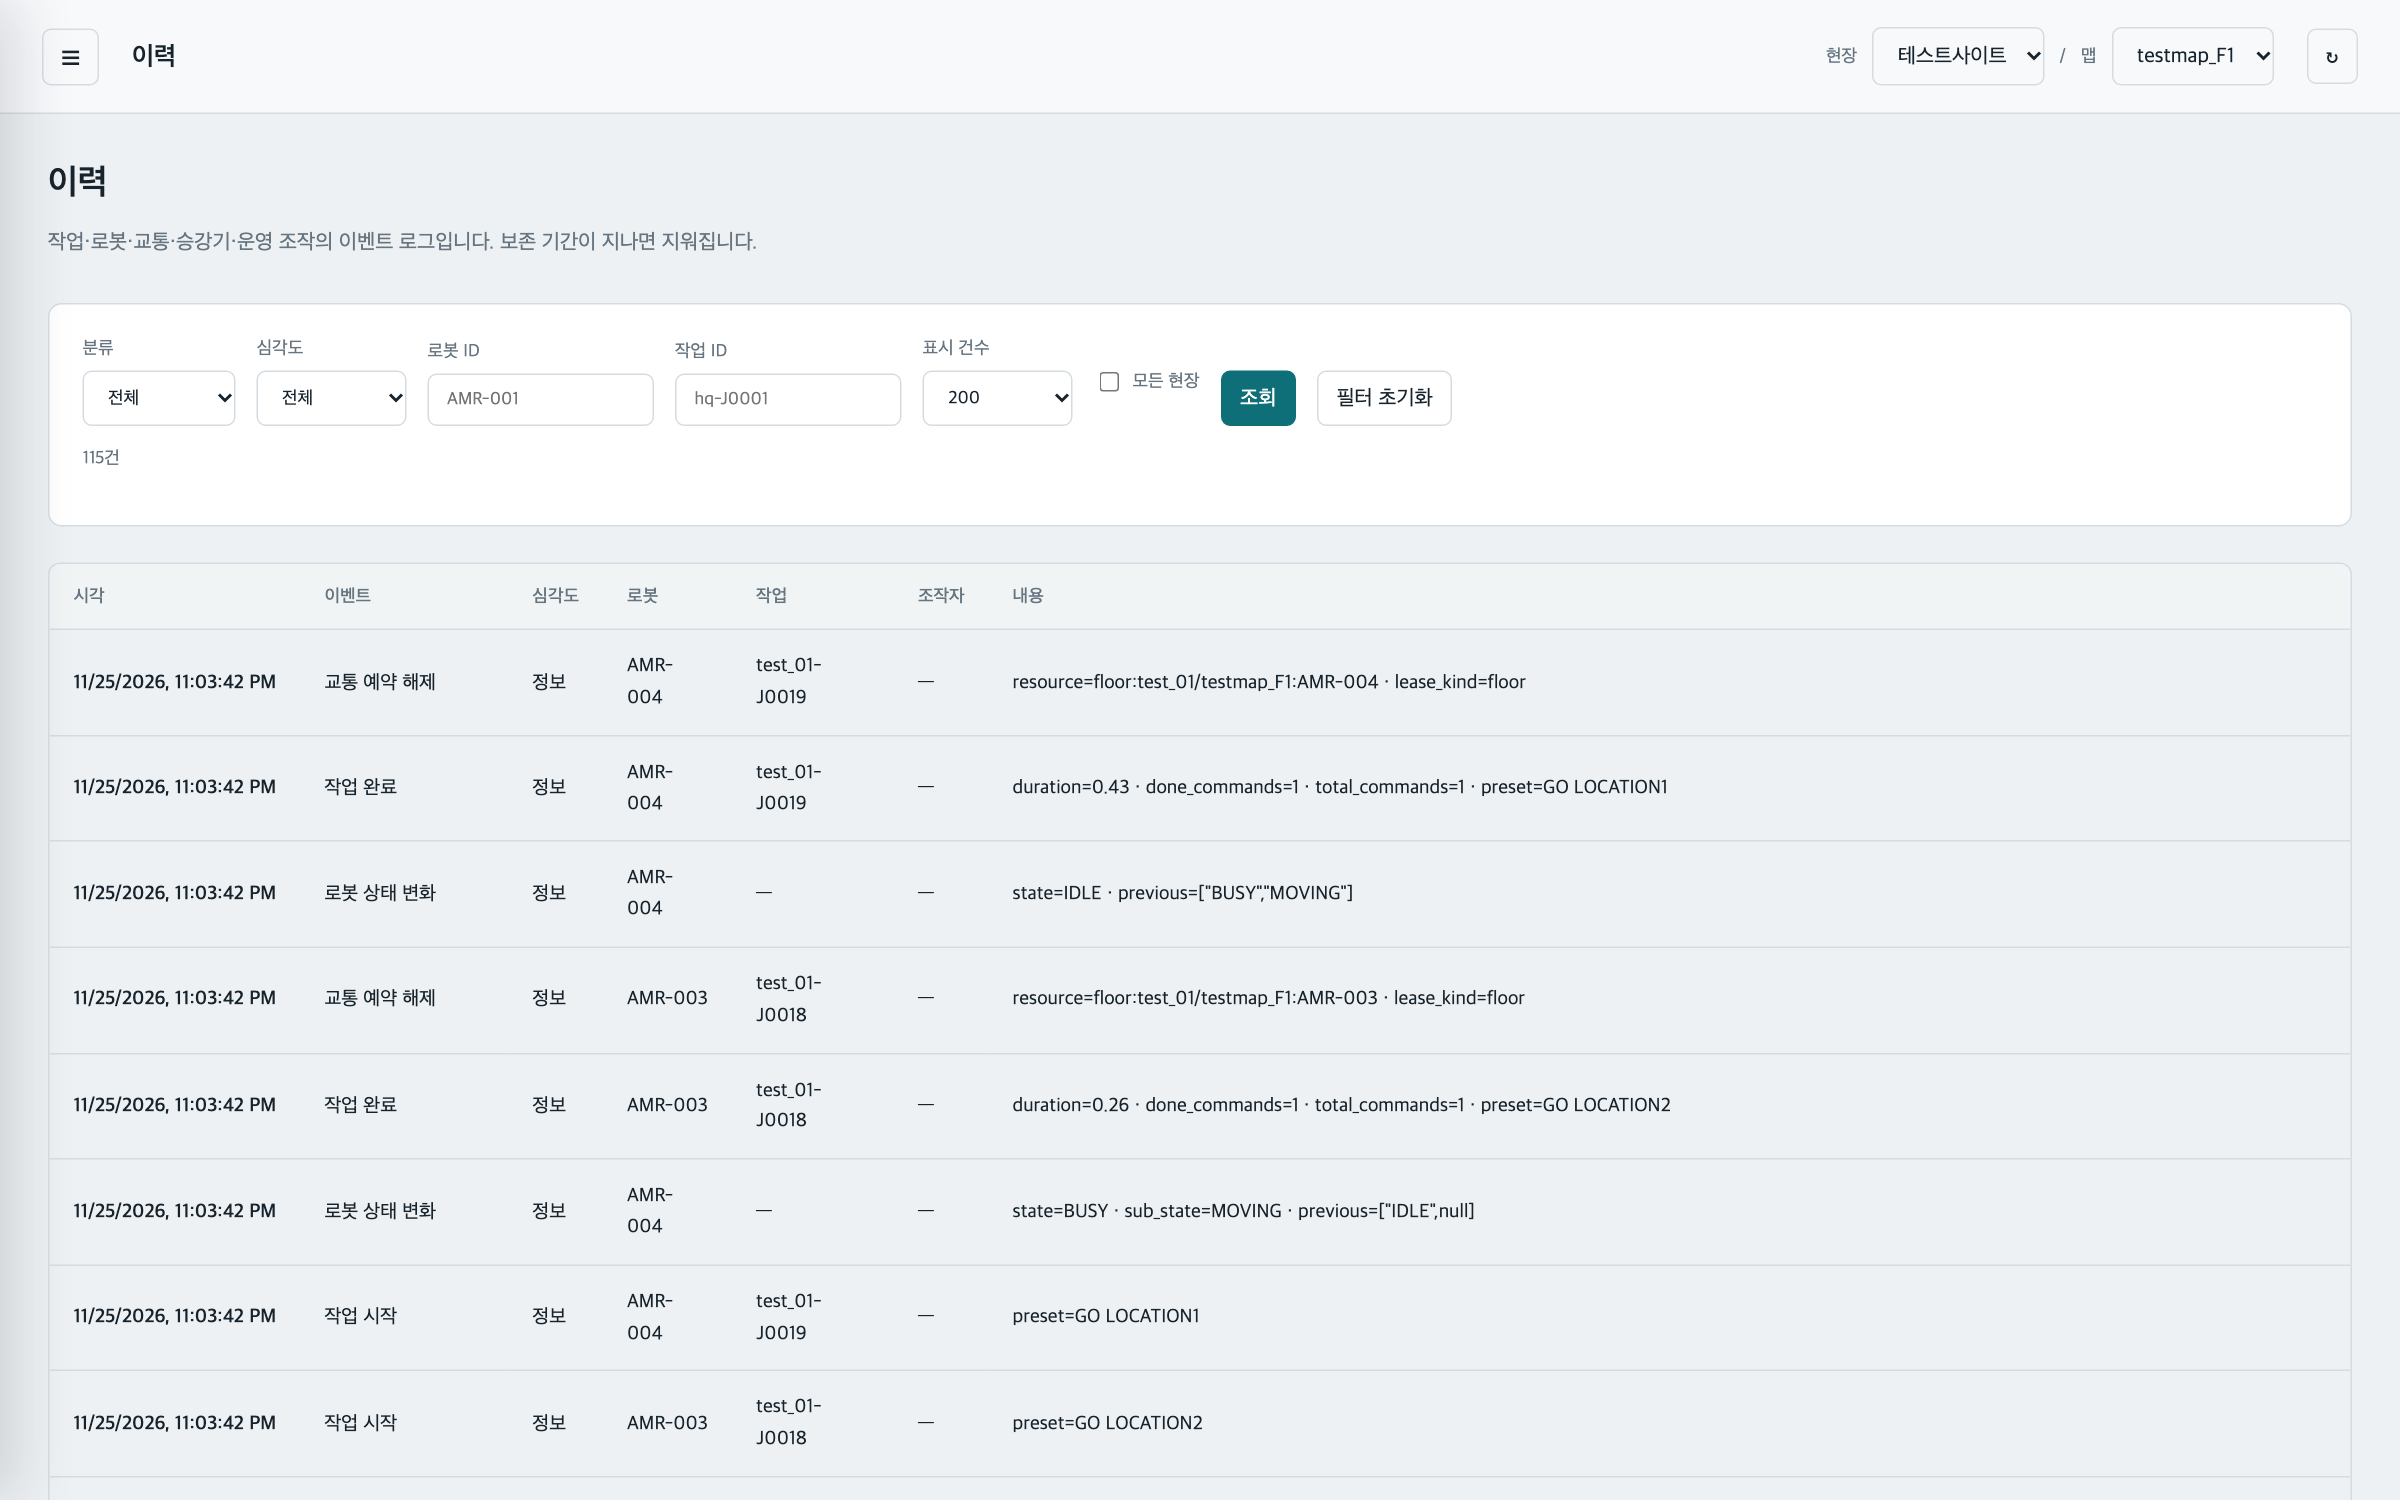 ☰ 이력 현장 테스트사이트 / 맵 testmap_F1 ↻
이력
작업·로봇·교통·승강기·운영 조작의 이벤트 로그입니다. 보존 기간이 지나면 지워집니다.
분류 심각도 로봇 ID 작업 ID 표시 건수
전체 전체 AMR-001 hq-J0001 200 모든 현장 조회 필터 초기화
115건
시각 이벤트 심각도 로봇 작업 조작자 내용
11/25/2026, 11:03:42 PM 교통 예약 해제 정보 AMR-004 test_01-J0019 — resource=floor:test_01/testmap_F1:AMR-004 · lease_kind=floor
11/25/2026, 11:03:42 PM 작업 완료 정보 AMR-004 test_01-J0019 — duration=0.43 · done_commands=1 · total_commands=1 · preset=GO LOCATION1
11/25/2026, 11:03:42 PM 로봇 상태 변화 정보 AMR-004 — — state=IDLE · previous=["BUSY","MOVING"]
11/25/2026, 11:03:42 PM 교통 예약 해제 정보 AMR-003 test_01-J0018 — resource=floor:test_01/testmap_F1:AMR-003 · lease_kind=floor
11/25/2026, 11:03:42 PM 작업 완료 정보 AMR-003 test_01-J0018 — duration=0.26 · done_commands=1 · total_commands=1 · preset=GO LOCATION2
11/25/2026, 11:03:42 PM 로봇 상태 변화 정보 AMR-004 — — state=BUSY · sub_state=MOVING · previous=["IDLE",null]
11/25/2026, 11:03:42 PM 작업 시작 정보 AMR-004 test_01-J0019 — preset=GO LOCATION1
11/25/2026, 11:03:42 PM 작업 시작 정보 AMR-003 test_01-J0018 — preset=GO LOCATION2